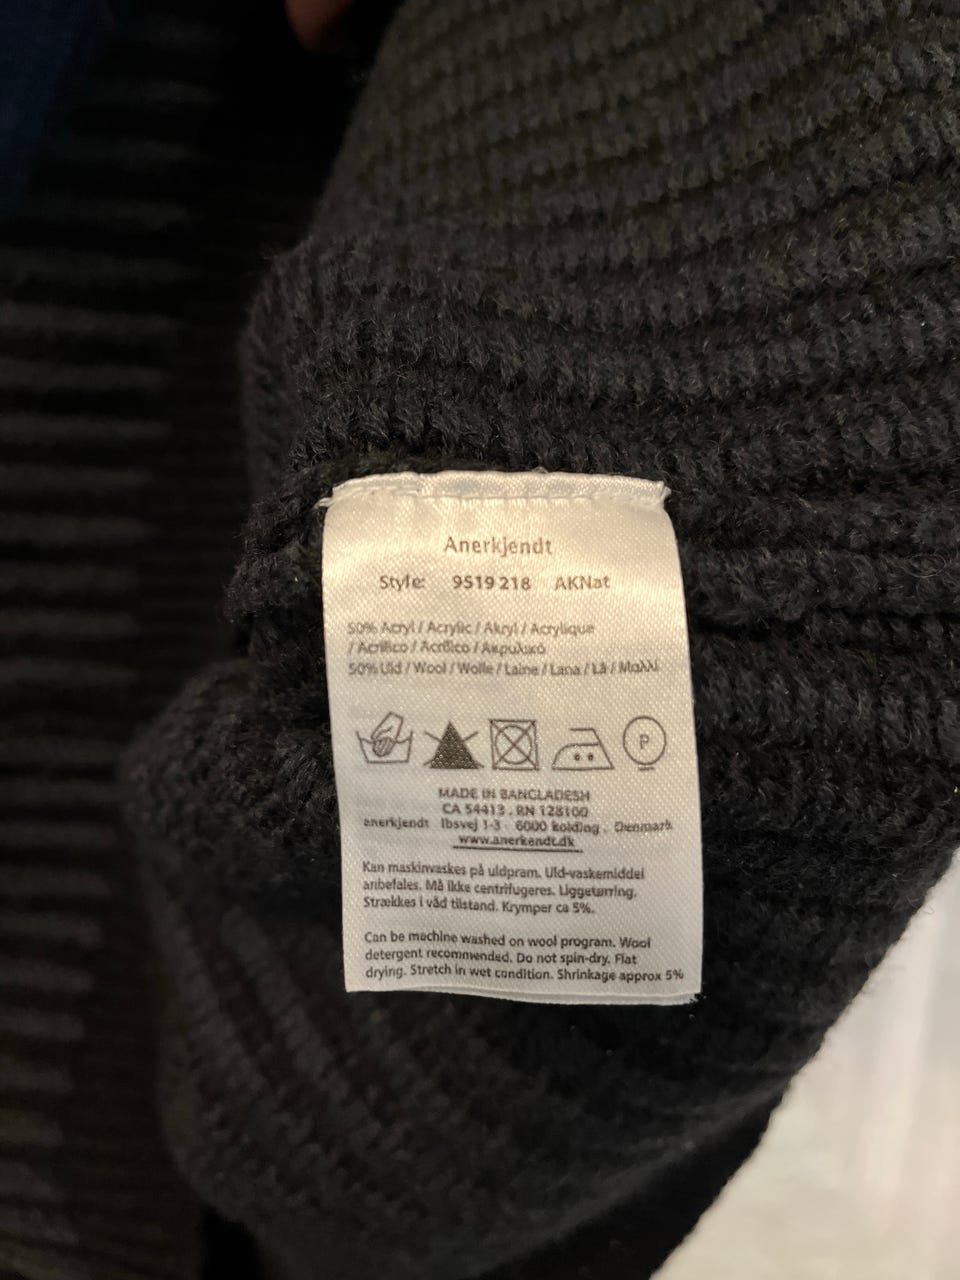 Anerkjendt
Style: 9519 218 AKNat
50% Acryl / Acrylic / Akryl / Acrylique
/ Acrilico / Acrílico / Ακρυλικό
50% Uld / Wool / Wolle / Laine / Lana / Lã / Μαλλί
P
MADE IN BANGLADESH
CA 54413 . RN 128100
anerkjendt Ibsvej 1-3 6000 kolding . Denmark
www.anerkendt.dk
Kan maskinvaskes på uldpram. Uld-vaskemiddel
anbefales. Må ikke centrifugeres. Liggetørring.
Strækkes i våd tilstand. Krymper ca 5%.
Can be machine washed on wool program. Wool
detergent recommended. Do not spin-dry. Flat
drying. Stretch in wet condition. Shrinkage approx 5%